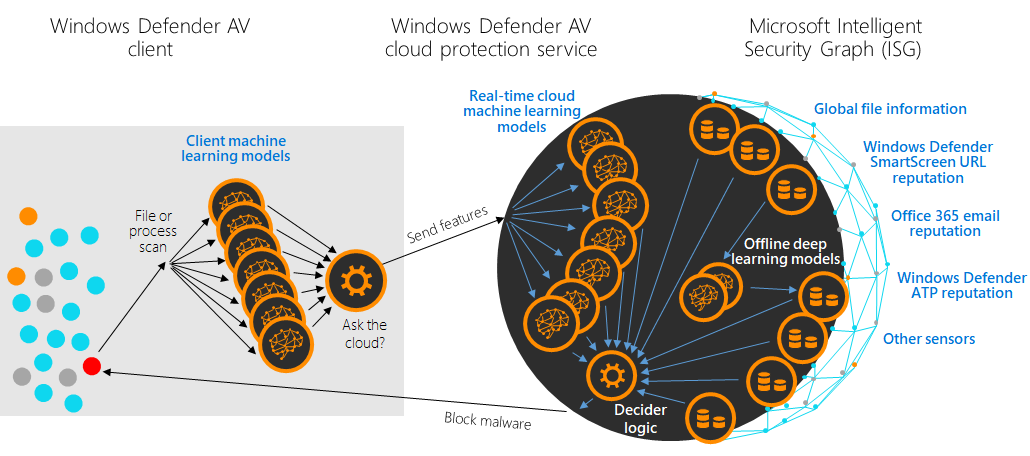 Windows Defender AV
client
Windows Defender AV
cloud protection service
Microsoft Intelligent
Security Graph (ISG)
Client machine
learning models
File or
process
scan
Ask the
cloud?
Send features
Block malware
Real-time cloud
machine learning
models
Offline deep
learning models
Decider
logic
Global file information
Windows Defender
SmartScreen URL
reputation
Office 365 email
reputation
Windows Defender
ATP reputation
Other sensors